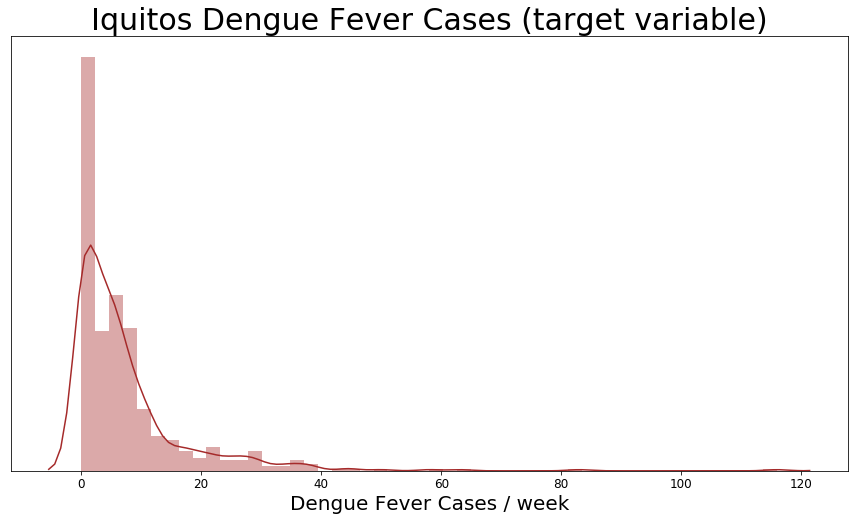 Iquitos Dengue Fever Cases (target variable)
0 20 40 60 80 100 120
Dengue Fever Cases / week